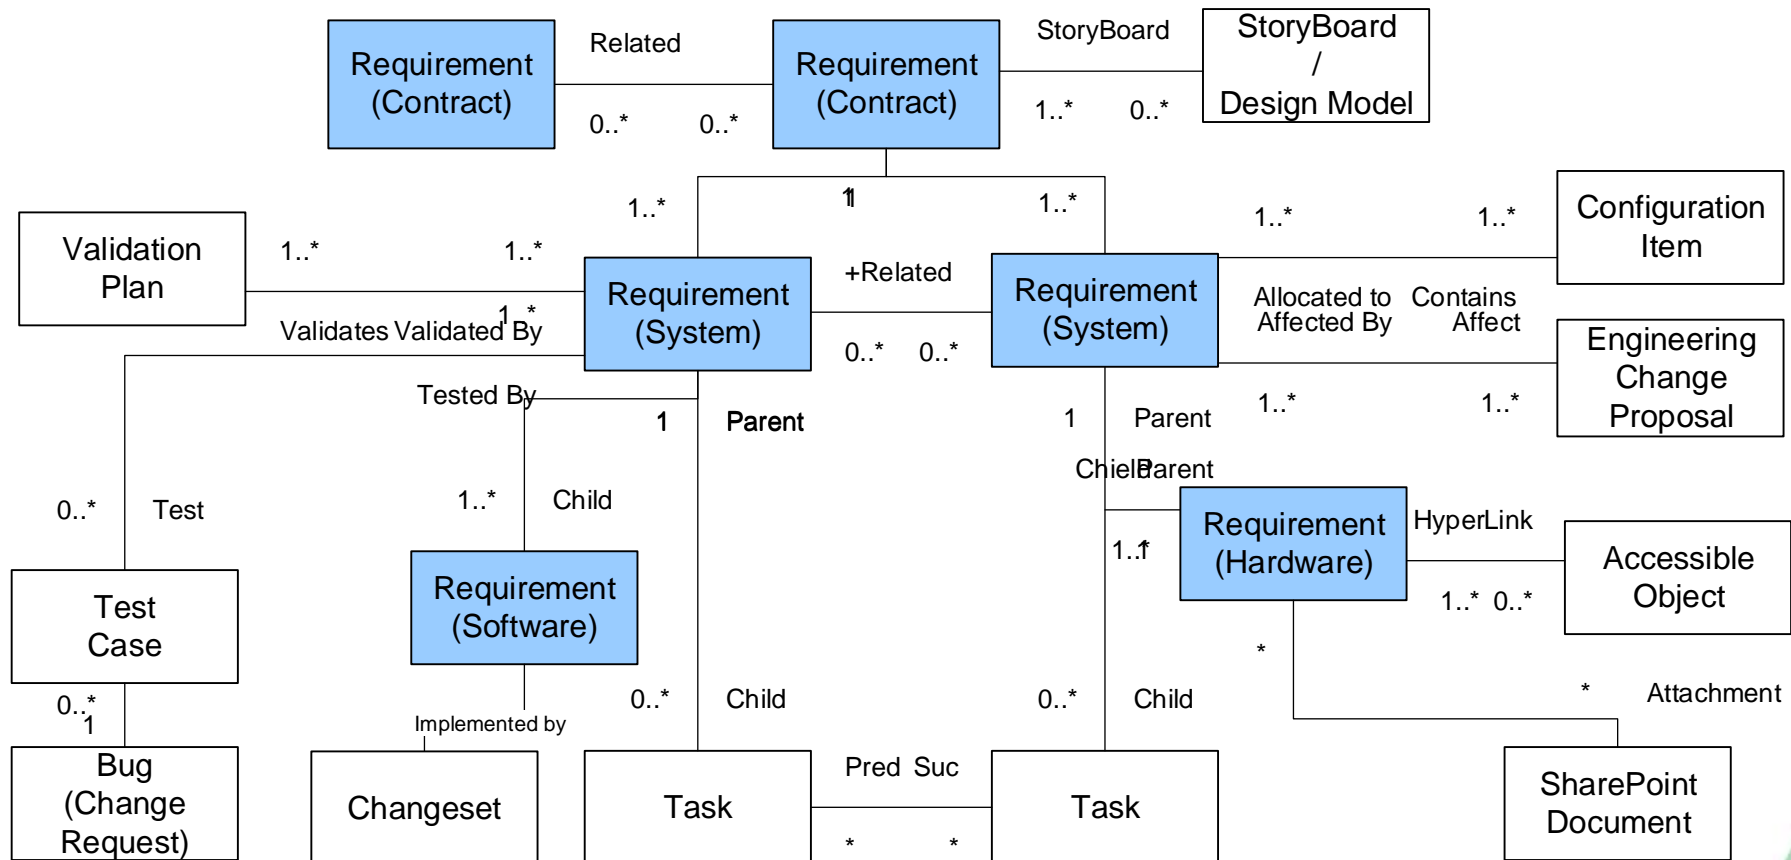 Requirement
(Contract)
Related
0..*
0..*
Requirement
(Contract)
StoryBoard
1..*
0..*
StoryBoard
/
Design Model
1..*
1
1
1..*
Validation
Plan
1..*
1..*
Validates
Validated By
1..*
Requirement
(System)
+Related
0..*
0..*
Requirement
(System)
1..*
1..*
Configuration
Item
Allocated to
Contains
Affected By
Affect
1..*
1..*
Engineering
Change
Proposal
Tested By
1
Parent
1
Parent
Chield
Parent
0..*
Test
1..*
Child
1..*
1
Requirement
(Hardware)
HyperLink
1..*
0..*
Accessible
Object
Test
Case
Requirement
(Software)
*
*
Attachment
0..*
1
Implemented by
0..*
Child
0..*
Child
Bug
(Change
Request)
Changeset
Task
Pred
Suc
*
*
Task
SharePoint
Document